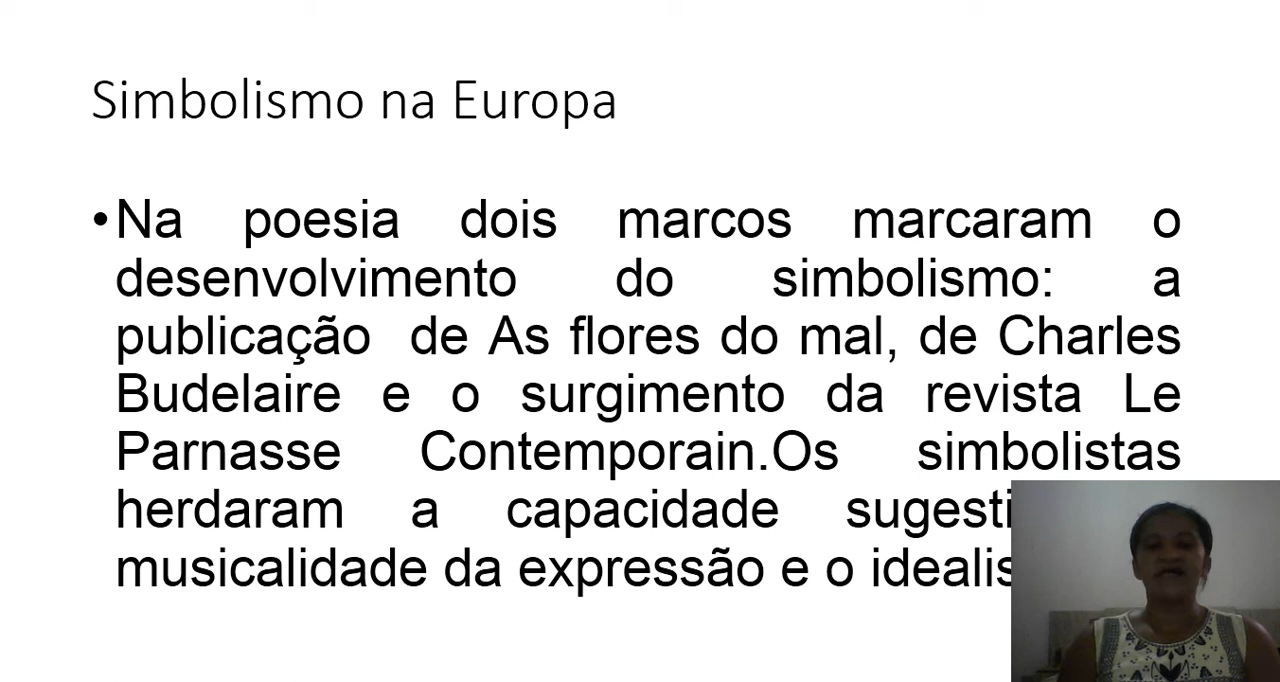 Simbolismo na Europa
•Na poesia dois marcos marcaram o
desenvolvimento do simbolismo: a
publicação de As flores do mal, de Charles
Budelaire e o surgimento da revista Le
Parnasse Contemporain.Os simbolistas
herdaram a capacidade
musicalidade da expressão e o